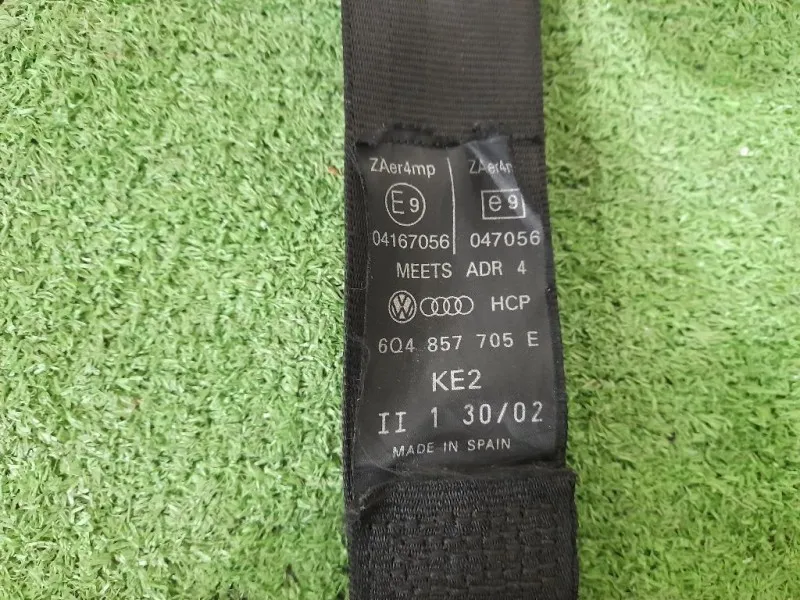 ZAer4mp ZAer4m
E9 e9
04167056 047056
MEETS ADR 4
VW HCP
6Q4 857 705 E
KE2
II 1 30/02
MADE IN SPAIN